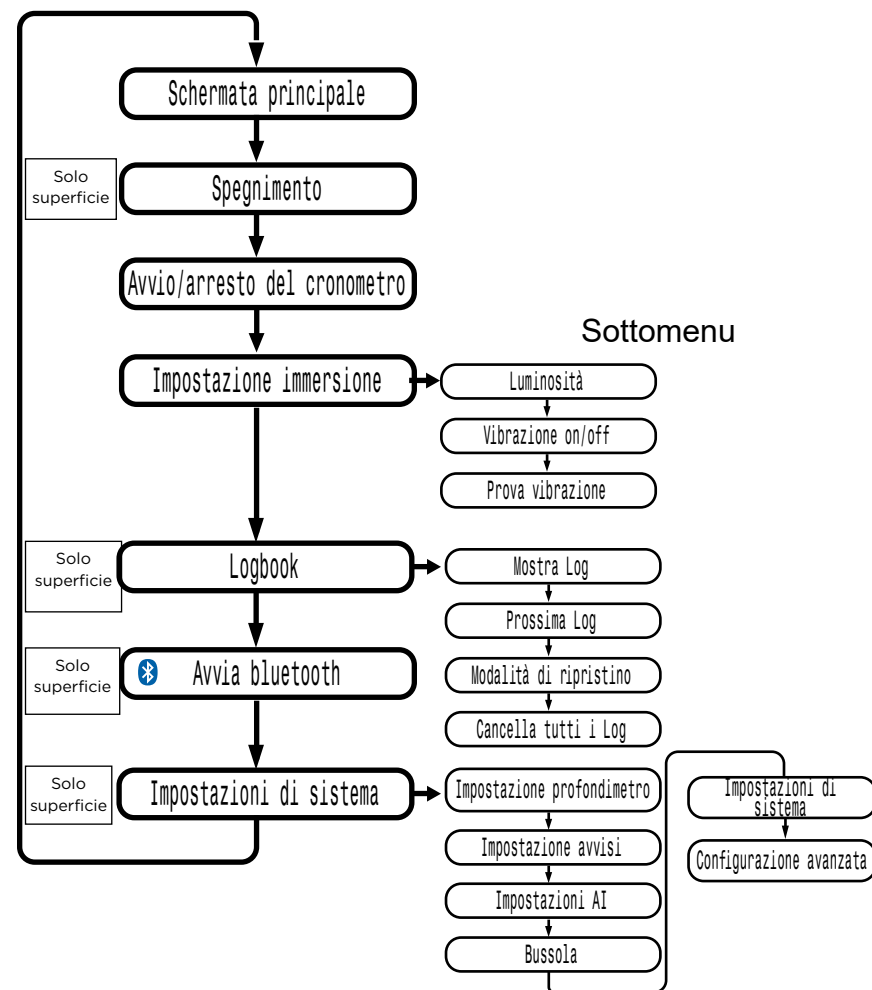 Schermata principale
Solo
superficie
Spegnimento
Avvio/arresto del cronometro
Sottomenu
Impostazione immersione
Luminosità
Vibrazione on/off
Prova vibrazione
Solo
superficie
Logbook
Mostra Log
Prossima Log
Modalità di ripristino
Cancella tutti i Log
Solo
superficie
Avvia bluetooth
Solo
superficie
Impostazioni di sistema
Impostazione profondimetro
Impostazione avvisi
Impostazioni AI
Bussola
Impostazioni di
sistema
Configurazione avanzata